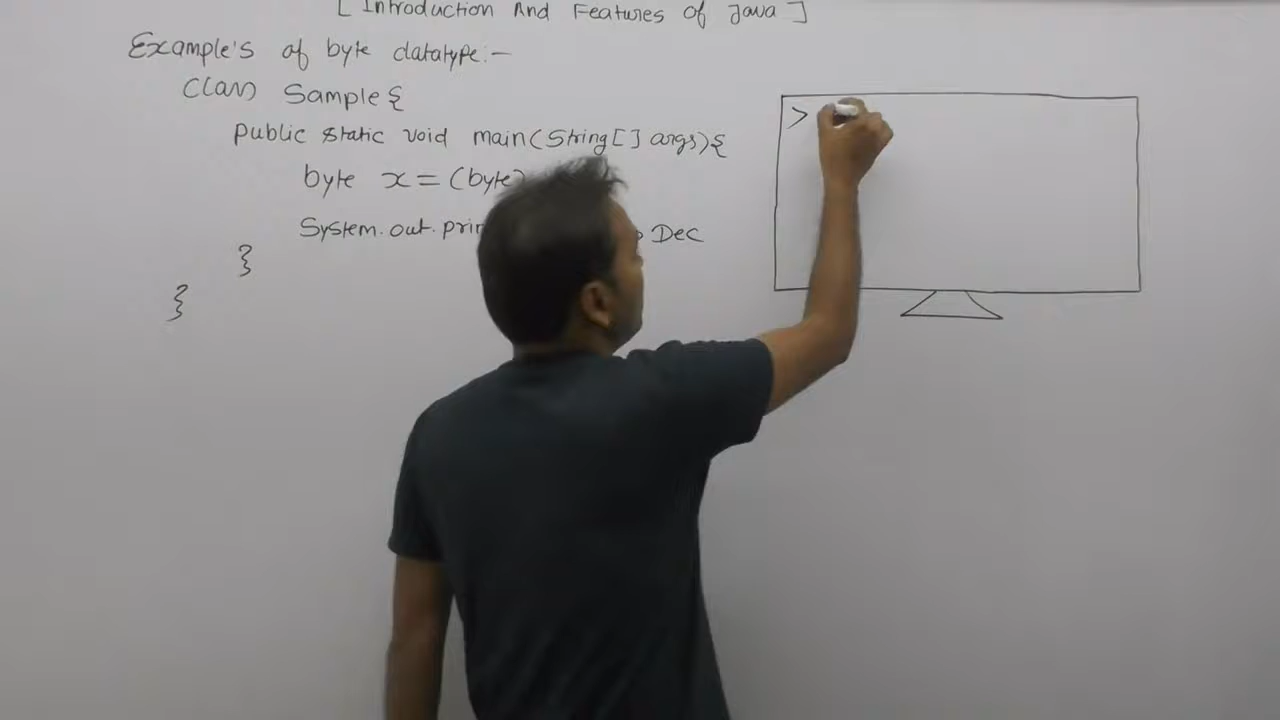 [ Introduction And Features of Java ]
Example's of byte datatype:-
Class Sample {
public static void main(String[] args){
byte x = (byte)
System.out.prin Dec
}
}
>